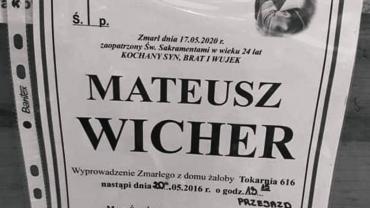 Ś. p.
Zmarł dnia 17.05.2020 r.
zaopatrzony Św. Sakramentami w wieku 24 lat
KOCHANY SYN, BRAT I WUJEK
MATEUSZ
WICHER
Wyprowadzenie Zmarłego z domu żałoby Tokarnia 616
nastąpi dnia 20.05.2016 r. o godz. 15
PRZEJAZD
Bantex